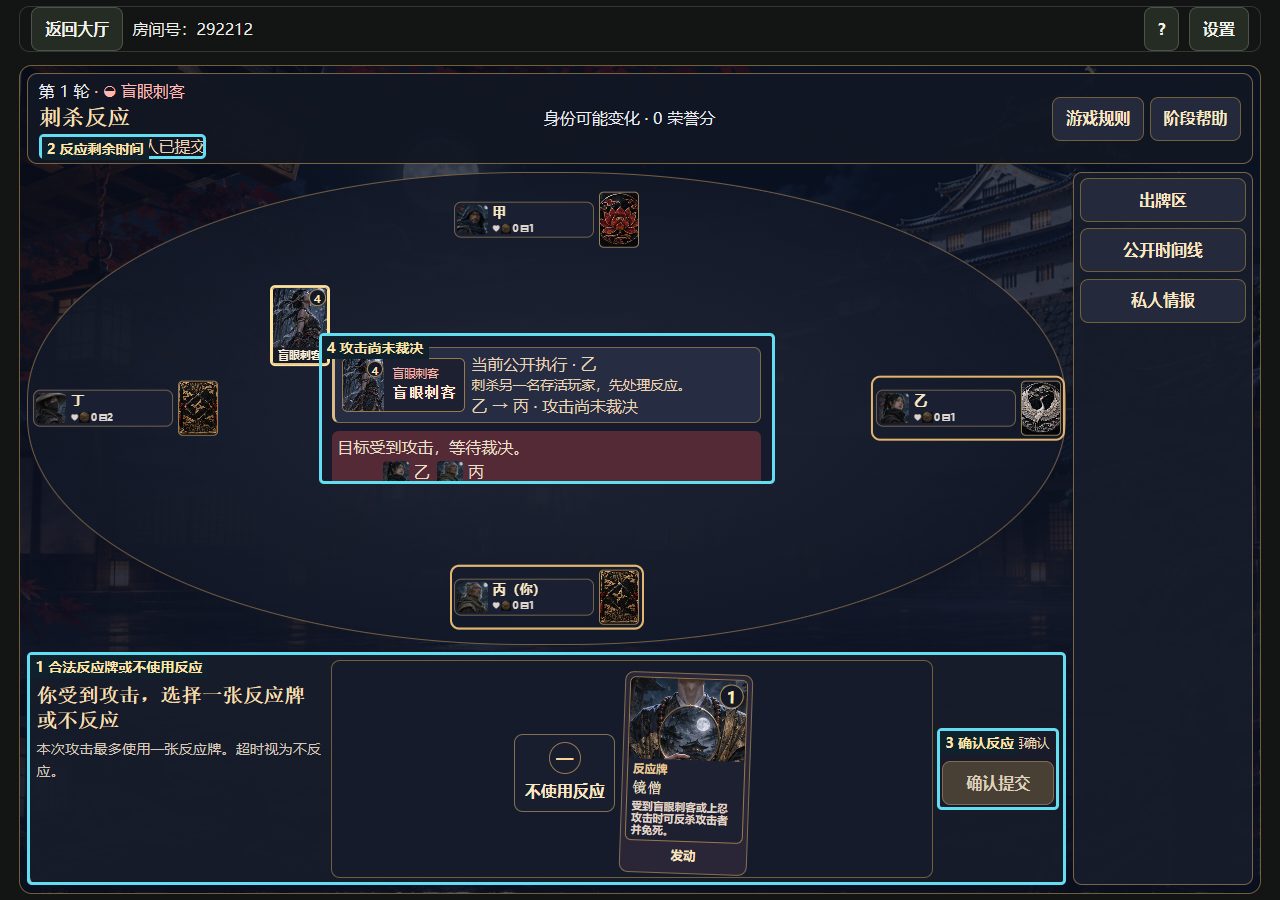 返回大厅 房间号：292212 ? 设置
第 1 轮 · 盲眼刺客
刺杀反应
身份可能变化 · 0 荣誉分
游戏规则 阶段帮助
2 反应剩余时间 人已提交
出牌区
公开时间线
私人情报
甲
0 1
4
盲眼刺客
4 攻击尚未裁决
4
盲眼刺客
盲眼刺客
当前公开执行 · 乙
刺杀另一名存活玩家，先处理反应。
乙 → 丙 · 攻击尚未裁决
目标受到攻击，等待裁决。
乙 丙
丁
0 2
乙
0 1
丙（你）
0 1
1 合法反应牌或不使用反应
你受到攻击，选择一张反应牌
或不反应
本次攻击最多使用一张反应牌。超时视为不反
应。
不使用反应
1
反应牌
镜僧
受到盲眼刺客或上忍
攻击时可反杀攻击者
并免死。
发动
3 确认反应 确认
确认提交